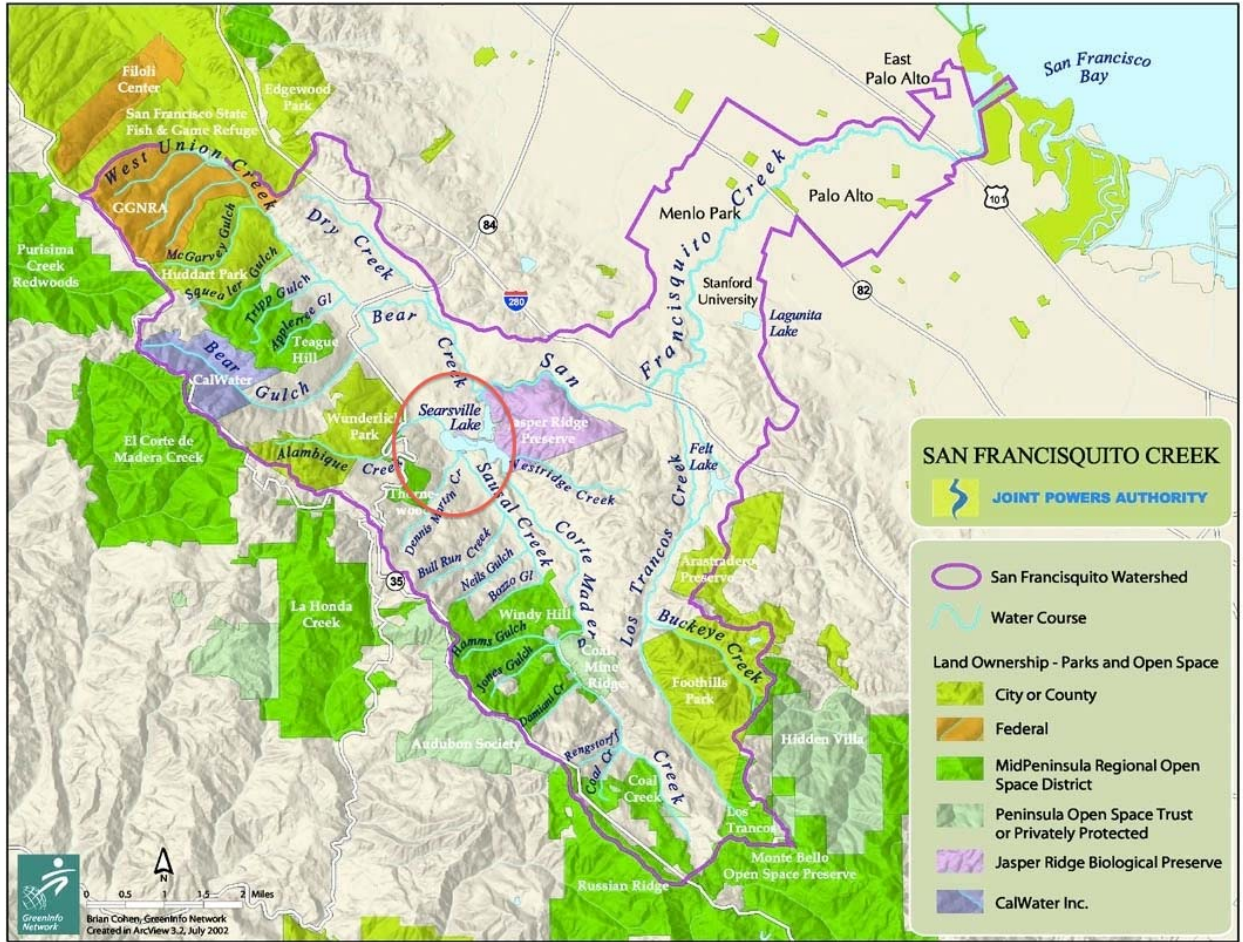 Filoli
Center
San Francisco State
Fish & Game Refuge
Edgewood
Park
East
Palo Alto
San Francisco
Bay
West Union Creek
GGNRA
Dry Creek
84
Menlo Park
Palo Alto
101
Purisima
Creek
Redwoods
McGarvey Gulch
Huddart Park
Squealer Gulch
Tripp Gulch
Appletree Gl
Teague
Hill
280
Bear
Creek
Stanford
University
82
Lagunita
Lake
San
Francisquito
Creek
Bear
Gulch
CalWater
El Corte de
Madera Creek
Wunderlich
Park
Searsville
Lake
Jasper Ridge
Preserve
Alambique
Creek
Thorne
wood
Westridge Creek
Felt
Lake
Dennis Martin Cr
Sausal Creek
Bull Run Creek
Neils Gulch
Bozzo Gl
Corte Madera
Los Trancos Creek
Arastradero
Preserve
35
La Honda
Creek
Windy Hill
Hamms Gulch
Jones Gulch
Damiani Cr
Coal
Mine
Ridge
Buckeye Creek
Foothills
Park
Hidden Villa
Audubon Society
Rengstorff
Coal Cr
Coal
Creek
Creek
Los
Trancos
Monte Bello
Open Space Preserve
Russian Ridge
SAN FRANCISQUITO CREEK
JOINT POWERS AUTHORITY
San Francisquito Watershed
Water Course
Land Ownership - Parks and Open Space
City or County
Federal
MidPeninsula Regional Open
Space District
Peninsula Open Space Trust
or Privately Protected
Jasper Ridge Biological Preserve
CalWater Inc.
N
0 0.5 1 1.5 2 Miles
GreenInfo
Network
Brian Cohen, GreenInfo Network
Created in ArcView 3.2, July 2002